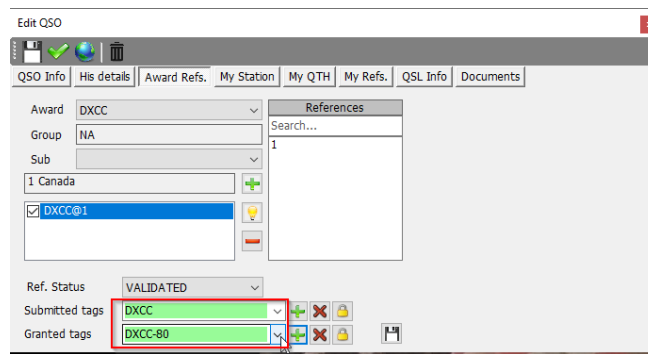 Edit QSO
QSO Info His details Award Refs. My Station My QTH My Refs. QSL Info Documents
Award DXCC References
Search...
Group NA
1
Sub
1 Canada
DXCC@1
Ref. Status VALIDATED
Submitted tags DXCC
Granted tags DXCC-80